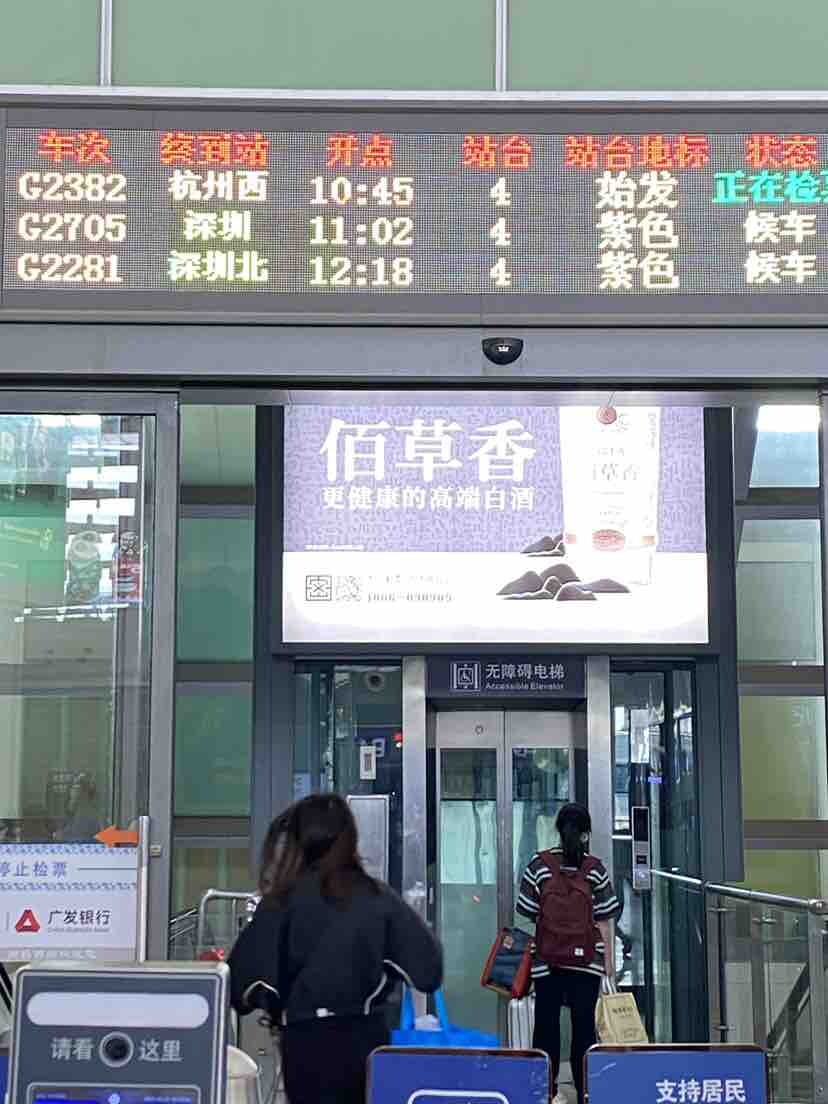 车次 终到站 开点 站台 站台地标 状态
G2382 杭州西 10:45 4 始发 正在检
G2705 深圳 11:02 4 紫色 候车
G2281 深圳北 12:18 4 紫色 候车
佰草香
更健康的高端白酒
草香
无障碍电梯
Accessible Elevator
停止检票
广发银行
请看 这里
支持居民